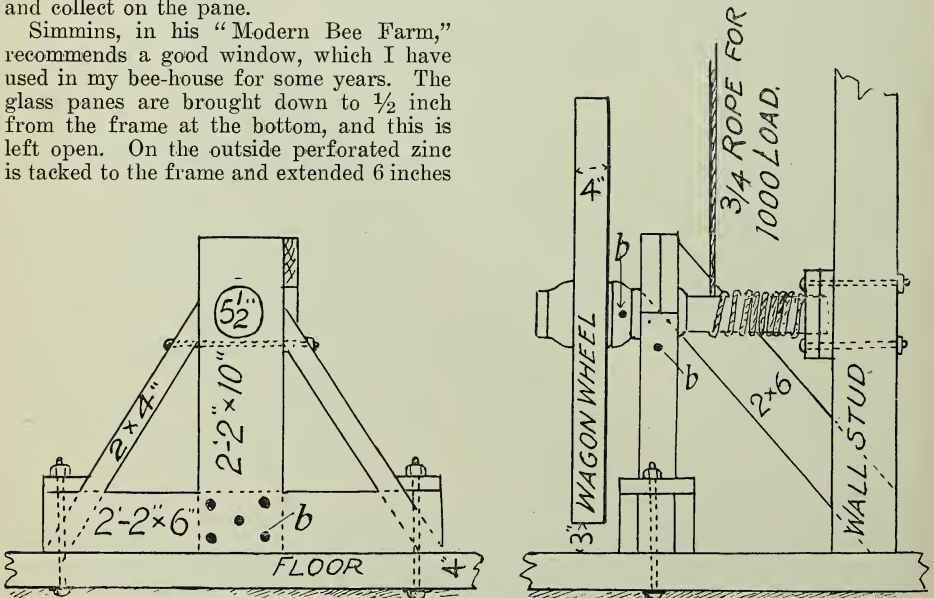 and collect on the pane.
Simmins, in his “Modern Bee Farm,”
recommends a good window, which I have
used in my bee-house for some years. The
glass panes are brought down to ½ inch
from the frame at the bottom, and this is
left open. On the outside perforated zinc
is tacked to the frame and extended 6 inches
5½"
2×4"
2'-2"×10"
2'-2"×6"
b
FLOOR
4"
4"
3/4 ROPE FOR
1000 LOAD.
b
b
WAGON WHEEL
2×6
WALL STUD
3"